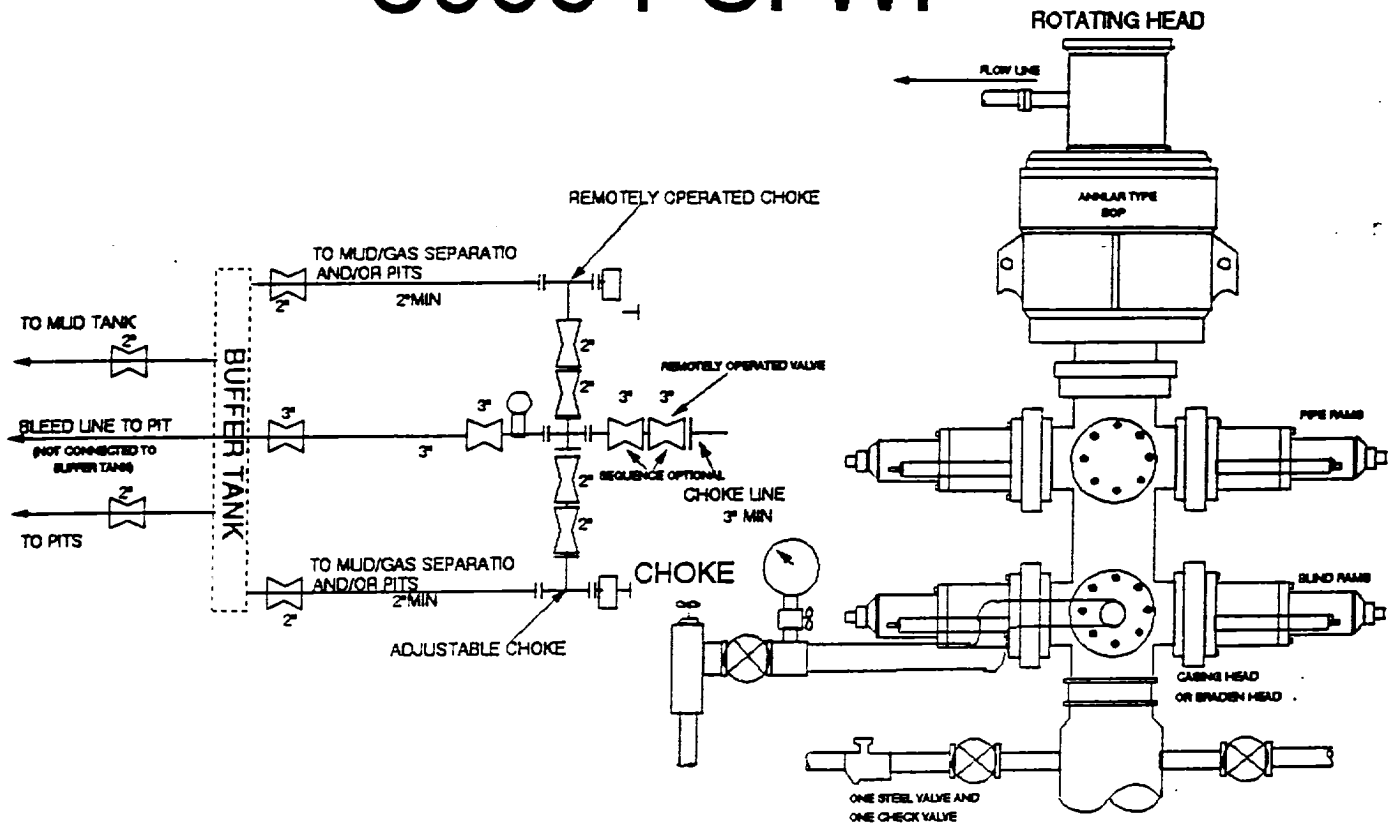 ROTATING HEAD
FLOW LINE
ANNLAR TYPE
BOP
PIPE RAMS
BLIND RAMS
CASING HEAD
OR BRADEN HEAD
ONE STEEL VALVE AND
ONE CHECK VALVE
REMOTELY OPERATED CHOKE
TO MUD/GAS SEPARATIO
AND/OR PITS
2" MIN
2"
TO MUD TANK
2"
BUFFER TANK
2"
2"
REMOTELY OPERATED VALVE
3"
3"
3"
3"
3"
BLEED LINE TO PIT
(NOT CONNECTED TO
BUFFER TANK)
SEQUENCE OPTIONAL
CHOKE LINE
3" MIN
2"
2"
2"
TO PITS
TO MUD/GAS SEPARATIO
AND/OR PITS
2" MIN
2"
ADJUSTABLE CHOKE
CHOKE